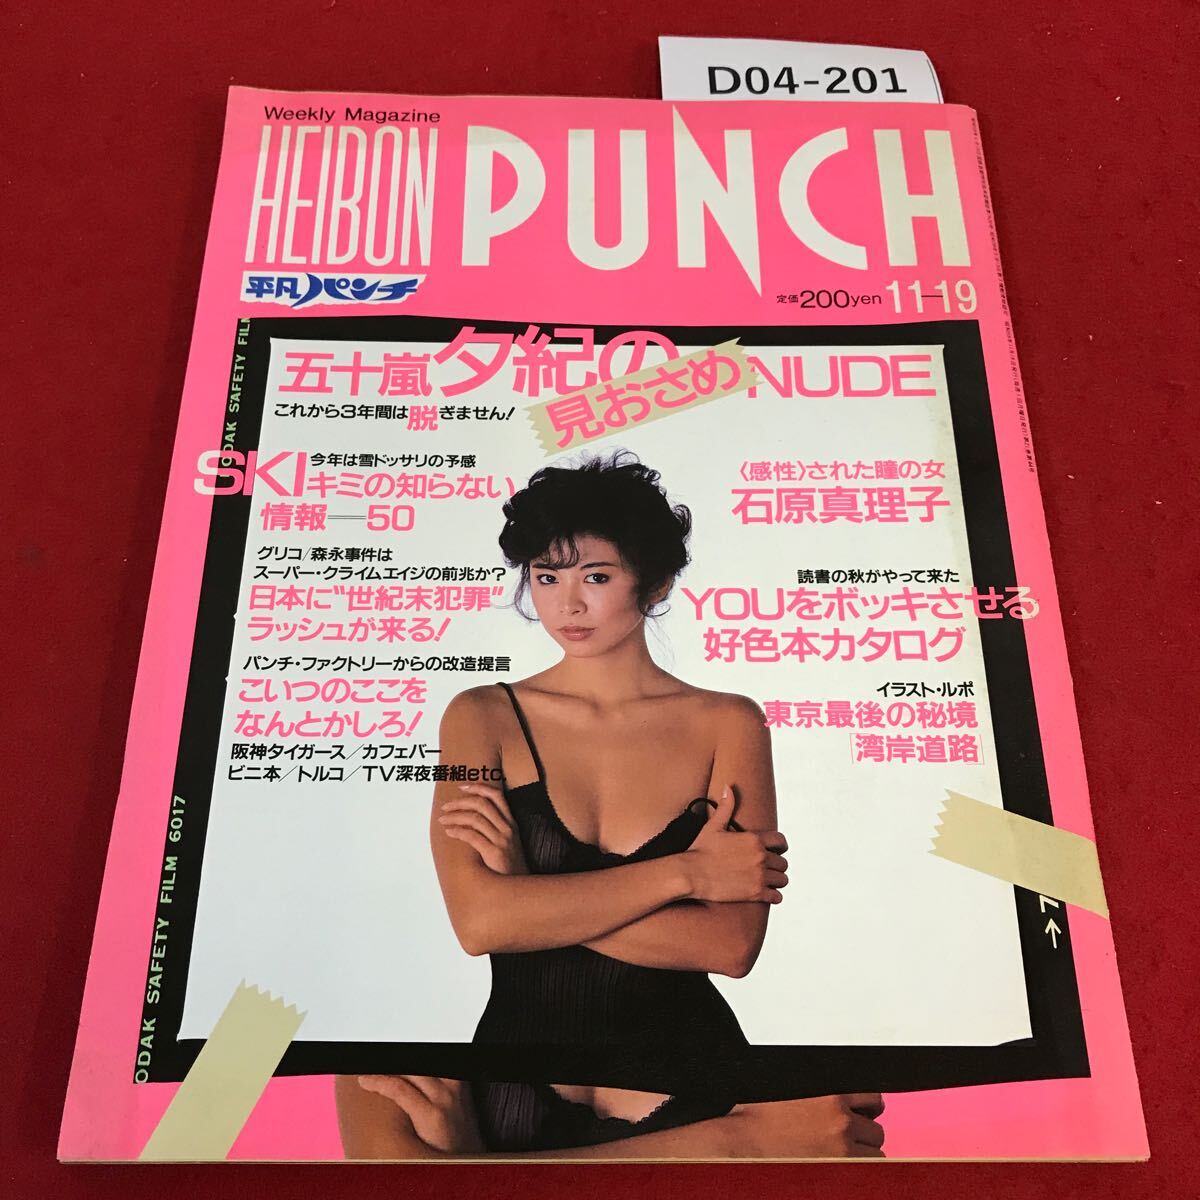 D04-201
Weekly Magazine
HEIBON PUNCH
平凡パンチ
定価200yen 11-19
五十嵐夕紀の見おさめNUDE
これから3年間は脱ぎません!
今年は雪ドッサリの予感
SKIキミの知らない
情報—50
グリコ/森永事件は
スーパー・クライムエイジの前兆か?
日本に“世紀末犯罪”
ラッシュが来る!
パンチ・ファクトリーからの改造提言
こいつのここを
なんとかしろ!
阪神タイガース/カフェバー
ビニ本/トルコ/TV深夜番組etc.
〈感性〉された瞳の女
石原真理子
読書の秋がやって来た
YOUをボッキさせる
好色本カタログ
イラスト・ルポ
東京最後の秘境
「湾岸道路」
ODAK SAFETY FILM
ODAK SAFETY FILM 6017
L←